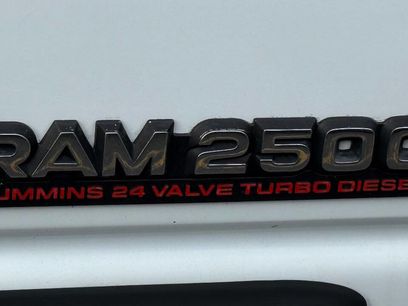 RAM 2500
UMMINS 24 VALVE TURBO DIESE